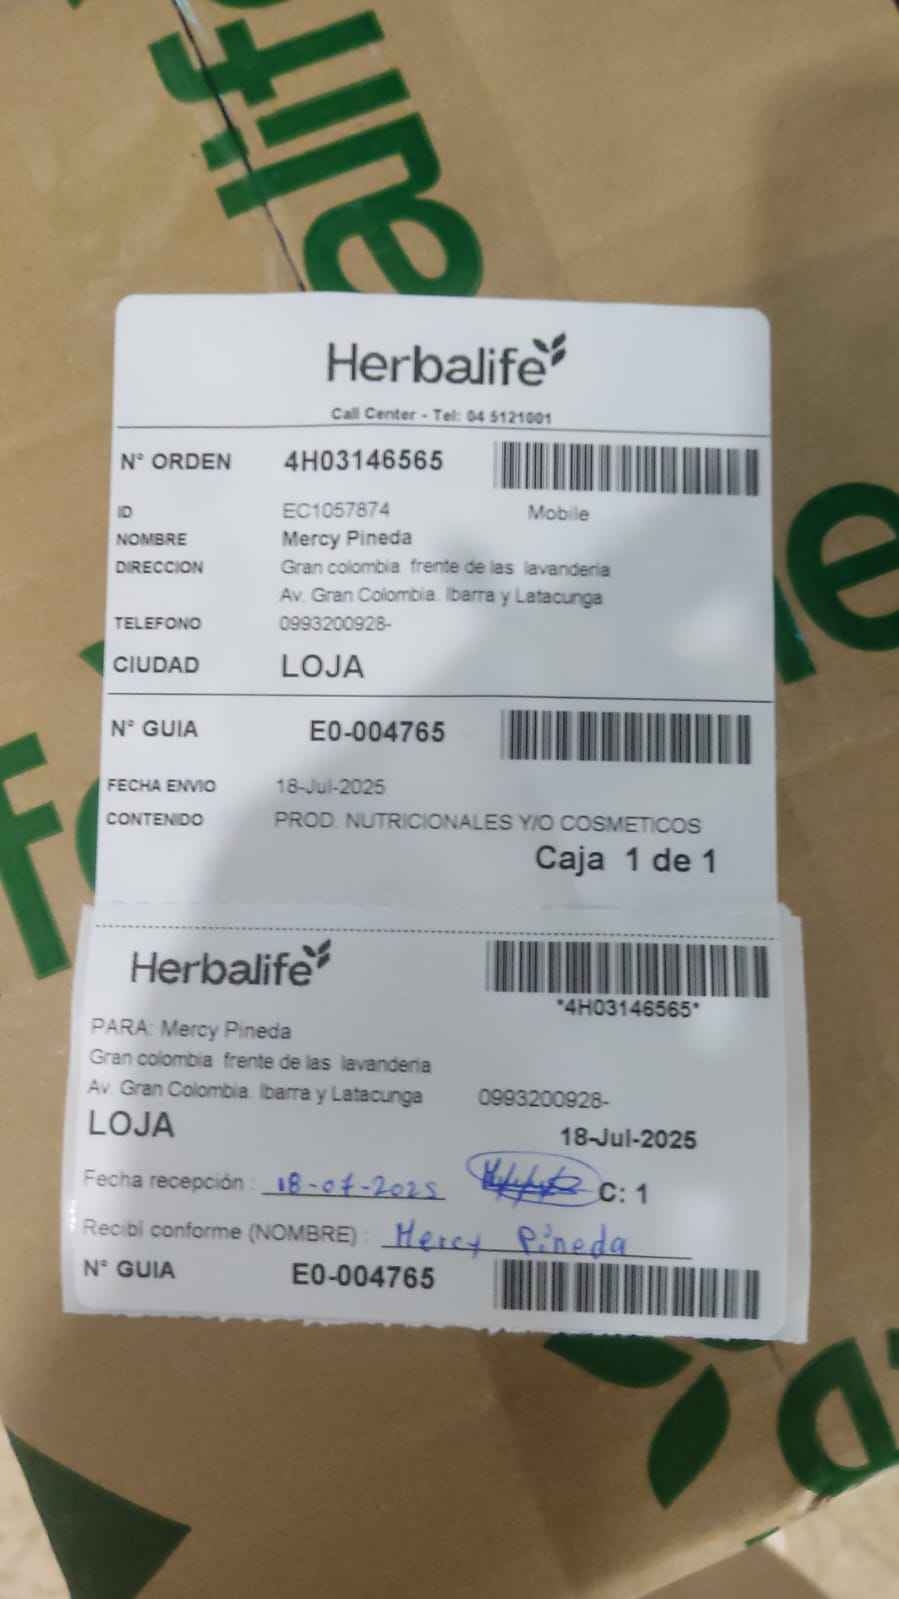 Herbalife
Call Center - Tel: 04 5121001
N° ORDEN 4H03146565
ID EC1057874 Mobile
NOMBRE Mercy Pineda
DIRECCION Gran colombia frente de las lavanderia
Av. Gran Colombia. Ibarra y Latacunga
TELEFONO 0993200928-
CIUDAD LOJA
N° GUIA E0-004765
FECHA ENVIO 18-Jul-2025
CONTENIDO PROD. NUTRICIONALES Y/O COSMETICOS
Caja 1 de 1
Herbalife
*4H03146565*
PARA: Mercy Pineda
Gran colombia frente de las lavanderia
Av. Gran Colombia. Ibarra y Latacunga 0993200928-
LOJA
18-Jul-2025
Fecha recepción : 18-07-2025 C: 1
Recibí conforme (NOMBRE) : Mercy Pineda
N° GUIA E0-004765